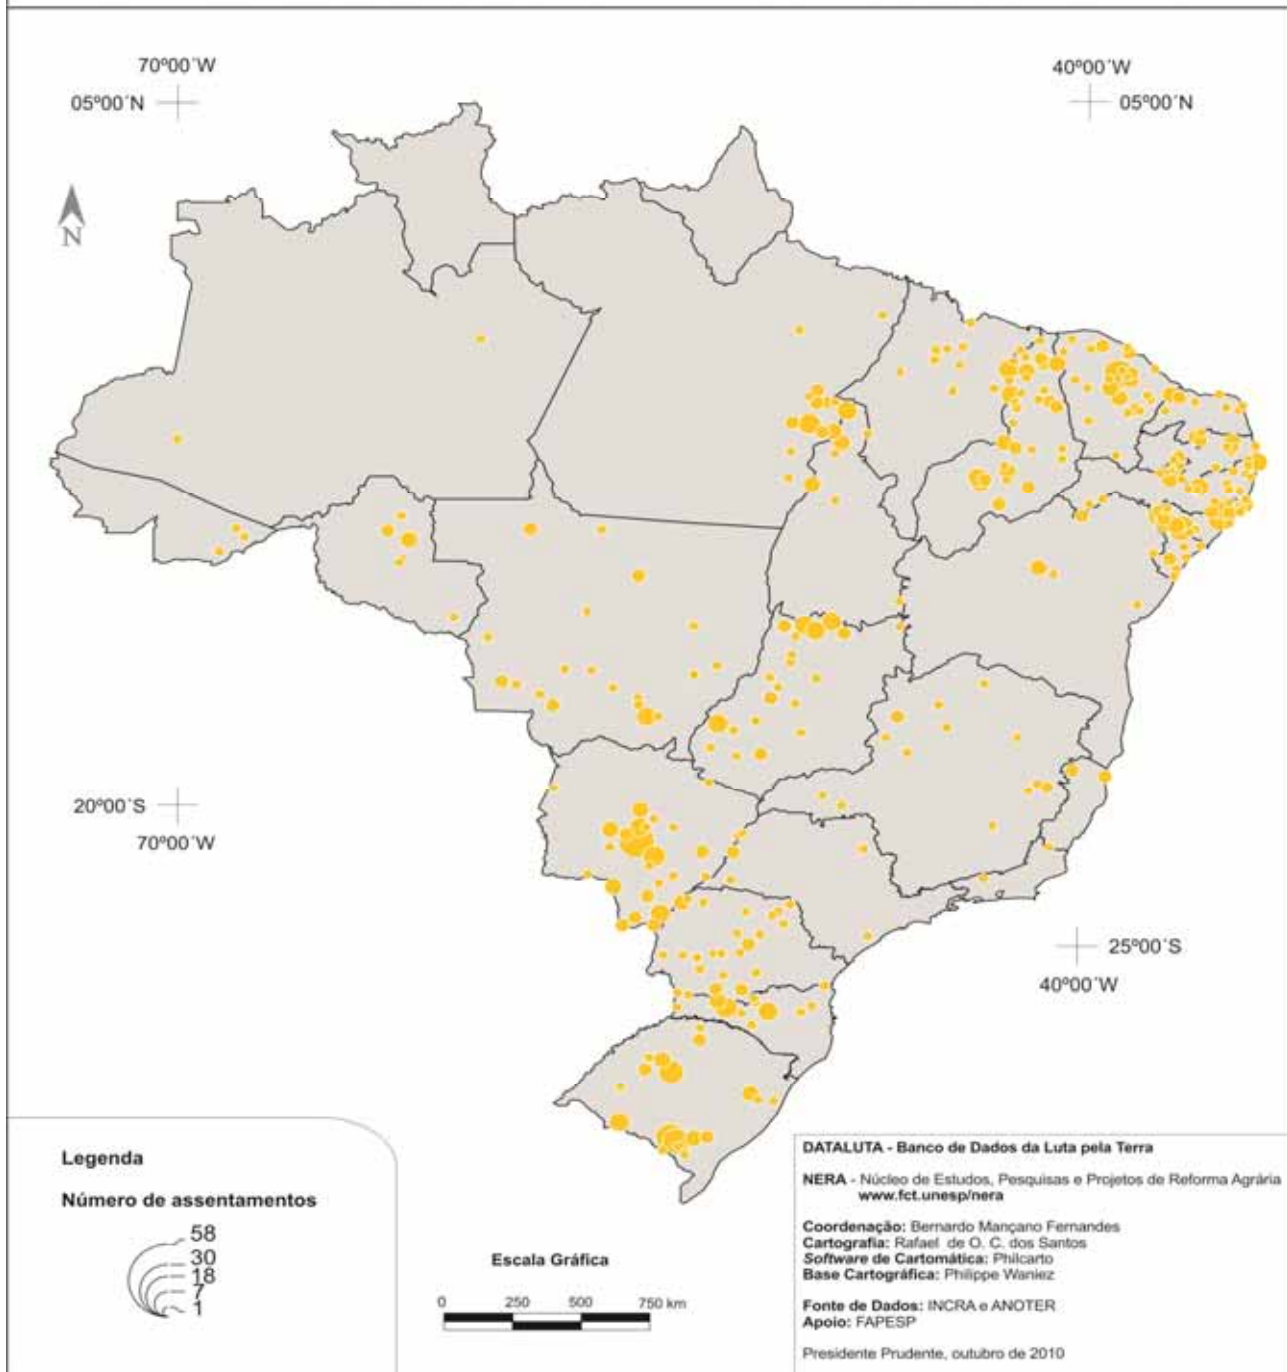 70º00´W
40º00´W
05º00´N
05º00´N
N
20º00´S
70º00´W
25º00´S
40º00´W
Legenda
Número de assentamentos
58
30
18
7
1
Escala Gráfica
0 250 500 750 km
DATALUTA - Banco de Dados da Luta pela Terra
NERA - Núcleo de Estudos, Pesquisas e Projetos de Reforma Agrária
www.fct.unesp/nera
Coordenação: Bernardo Mançano Fernandes
Cartografia: Rafael de O. C. dos Santos
Software de Cartomática: Philcarto
Base Cartográfica: Philippe Waniez
Fonte de Dados: INCRA e ANOTER
Apoio: FAPESP
Presidente Prudente, outubro de 2010